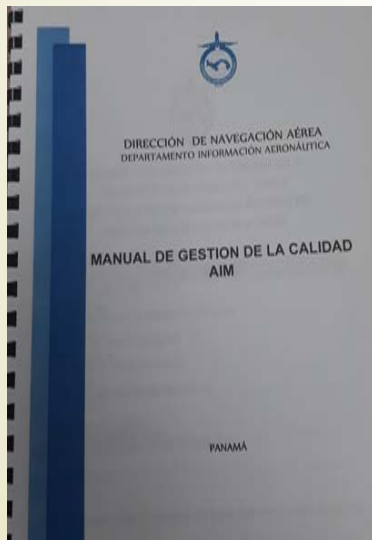 DIRECCIÓN DE NAVEGACIÓN AÉREA
DEPARTAMENTO INFORMACIÓN AERONÁUTICA
MANUAL DE GESTION DE LA CALIDAD
AIM
PANAMÁ